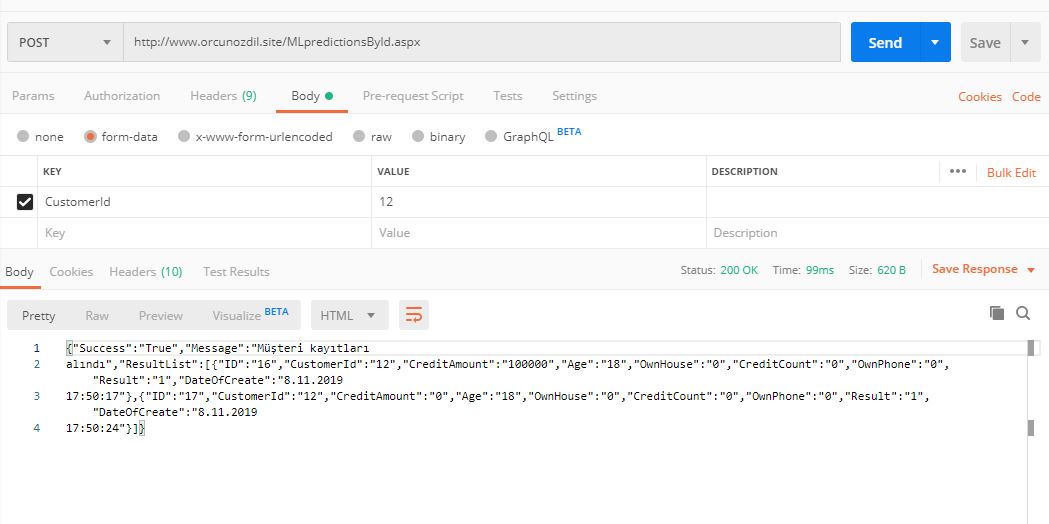 POST http://www.orcunozdil.site/MLpredictionsById.aspx Send Save
Params Authorization Headers (9) Body Pre-request Script Tests Settings Cookies Code
none form-data x-www-form-urlencoded raw binary GraphQL BETA
KEY VALUE DESCRIPTION ••• Bulk Edit
CustomerId 12
Key Value Description
Body Cookies Headers (10) Test Results Status: 200 OK Time: 99ms Size: 620 B Save Response
Pretty Raw Preview Visualize BETA HTML
1 {"Success":"True","Message":"Müşteri kayıtları
2 alındı","ResultList":[{"ID":"16","CustomerId":"12","CreditAmount":"100000","Age":"18","OwnHouse":"0","CreditCount":"0","OwnPhone":"0",
"Result":"1","DateOfCreate":"8.11.2019
3 17:50:17"},{"ID":"17","CustomerId":"12","CreditAmount":"0","Age":"18","OwnHouse":"0","CreditCount":"0","OwnPhone":"0","Result":"1",
"DateOfCreate":"8.11.2019
4 17:50:24"}]}